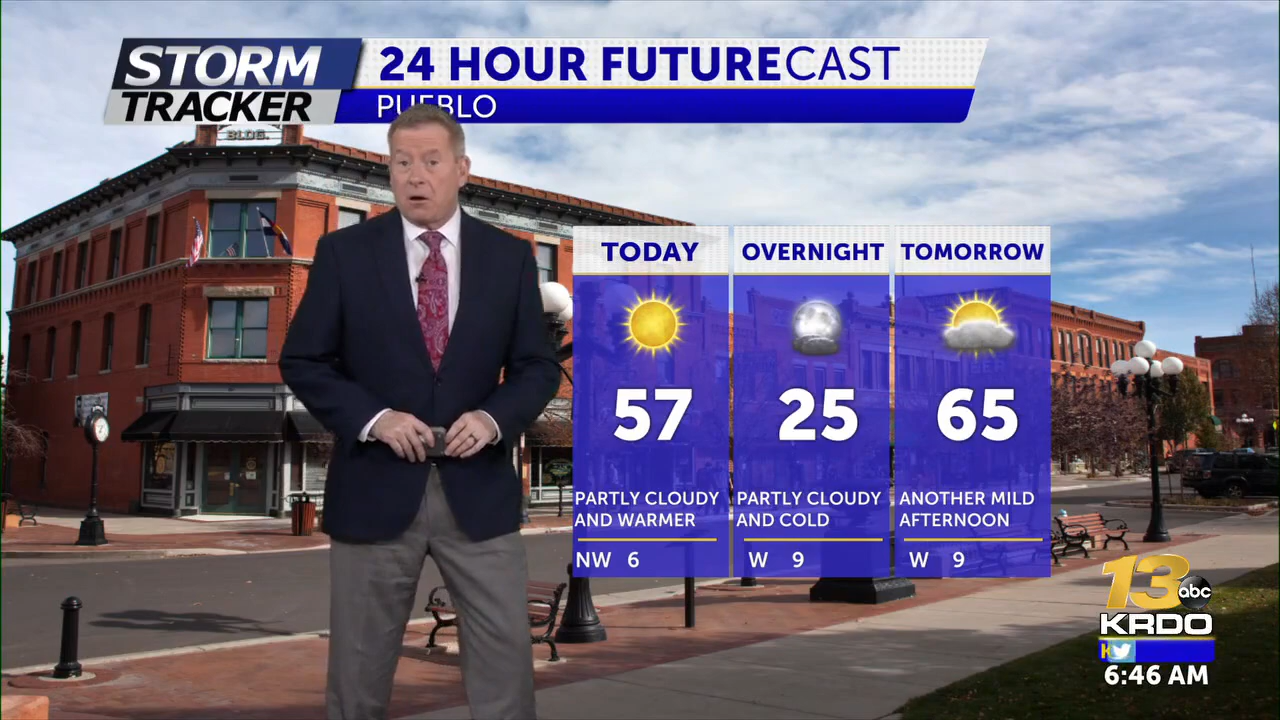 STORM
TRACKER
24 HOUR FUTURECAST
PUEBLO
BLDG.
TODAY
57
PARTLY CLOUDY
AND WARMER
NW 6
OVERNIGHT
25
PARTLY CLOUDY
AND COLD
W 9
TOMORROW
65
ANOTHER MILD
AFTERNOON
W 9
13
abc
KRDO
6:46 AM